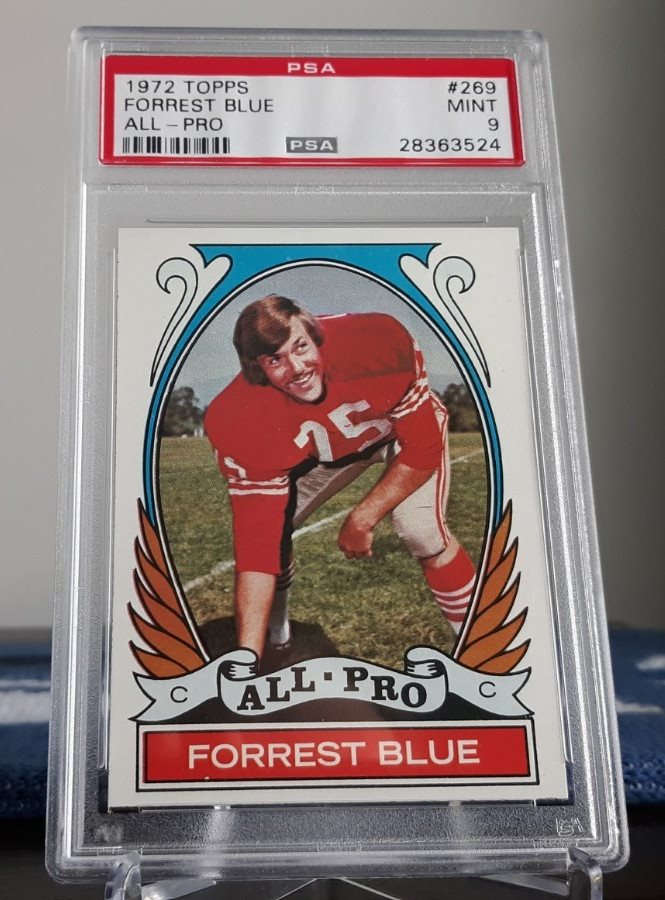 PSA
1972 TOPPS #269
FORREST BLUE MINT
ALL-PRO 9
PSA 28363524
75
C ALL-PRO C
FORREST BLUE